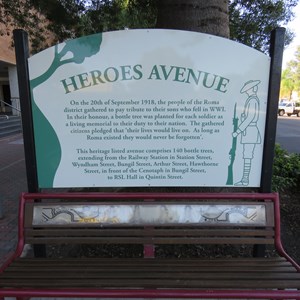 HEROES AVENUE
On the 20th of September 1918, the people of the Roma
district gathered to pay tribute to their sons who fell in WWI.
In their honour, a bottle tree was planted for each soldier as
a living memorial to their duty to their nation. The gathered
citizens pledged that 'their lives would live on. As long as
Roma existed they would never be forgotten'.
This heritage listed avenue comprises 140 bottle trees,
extending from the Railway Station in Station Street,
Wyndham Street, Bungil Street, Arthur Street, Hawthorne
Street, in front of the Cenotaph in Bungil Street,
to RSL Hall in Quintin Street.